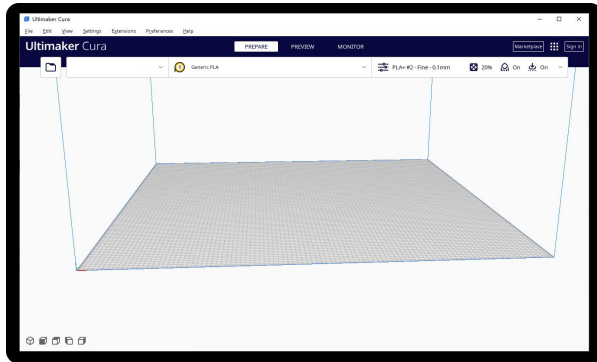 Ultimaker Cura
File Edit View Settings Extensions Preferences Help
Ultimaker Cura PREPARE PREVIEW MONITOR Marketplace Sign in
1 Generic PLA PLA+ #2 - Fine - 0.1mm 20% On On